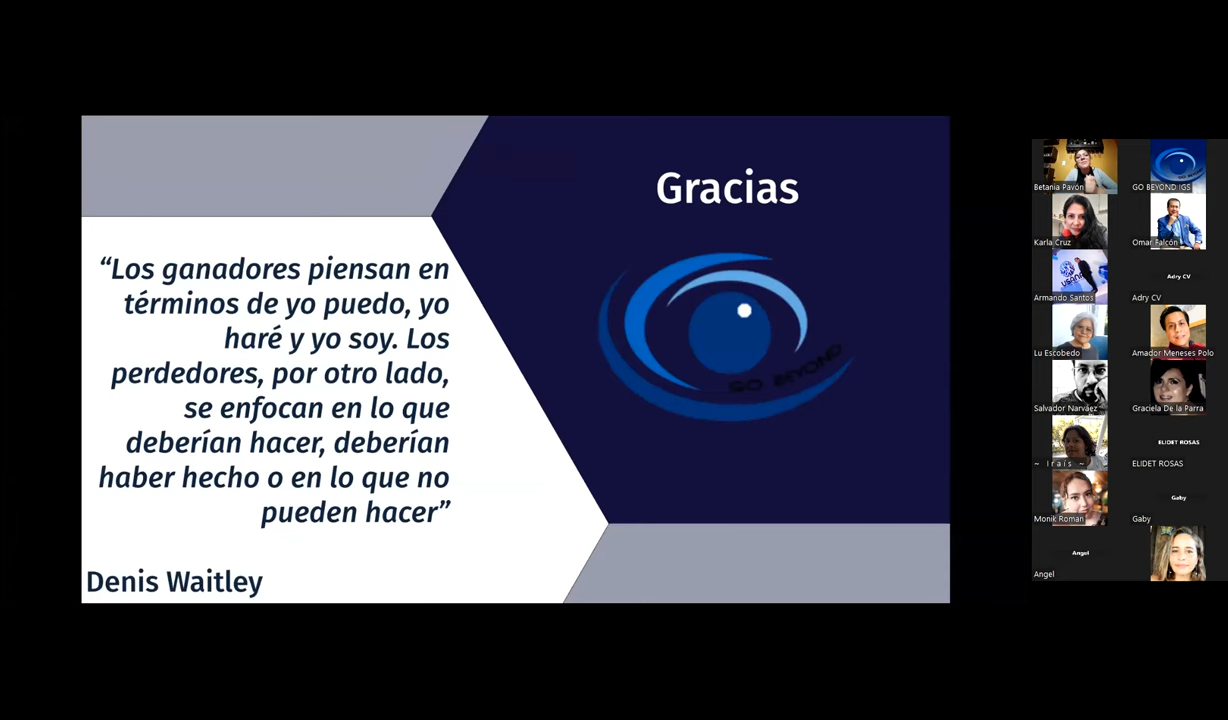 Gracias
“Los ganadores piensan en
términos de yo puedo, yo
haré y yo soy. Los
perdedores, por otro lado,
se enfocan en lo que
deberían hacer, deberían
haber hecho o en lo que no
pueden hacer”
Denis Waitley
GO BEYOND
Betania Pavón
GO BEYOND IGS
Karla Cruz
Omar Falcón
USANA
Armando Santos
Adry CV
Adry CV
Lu Escobedo
Amador Meneses Polo
Salvador Narváez
Graciela De la Parra
~ I r a í s ~
ELIDET ROSAS
ELIDET ROSAS
Monik Roman
Gaby
Gaby
Angel
Angel